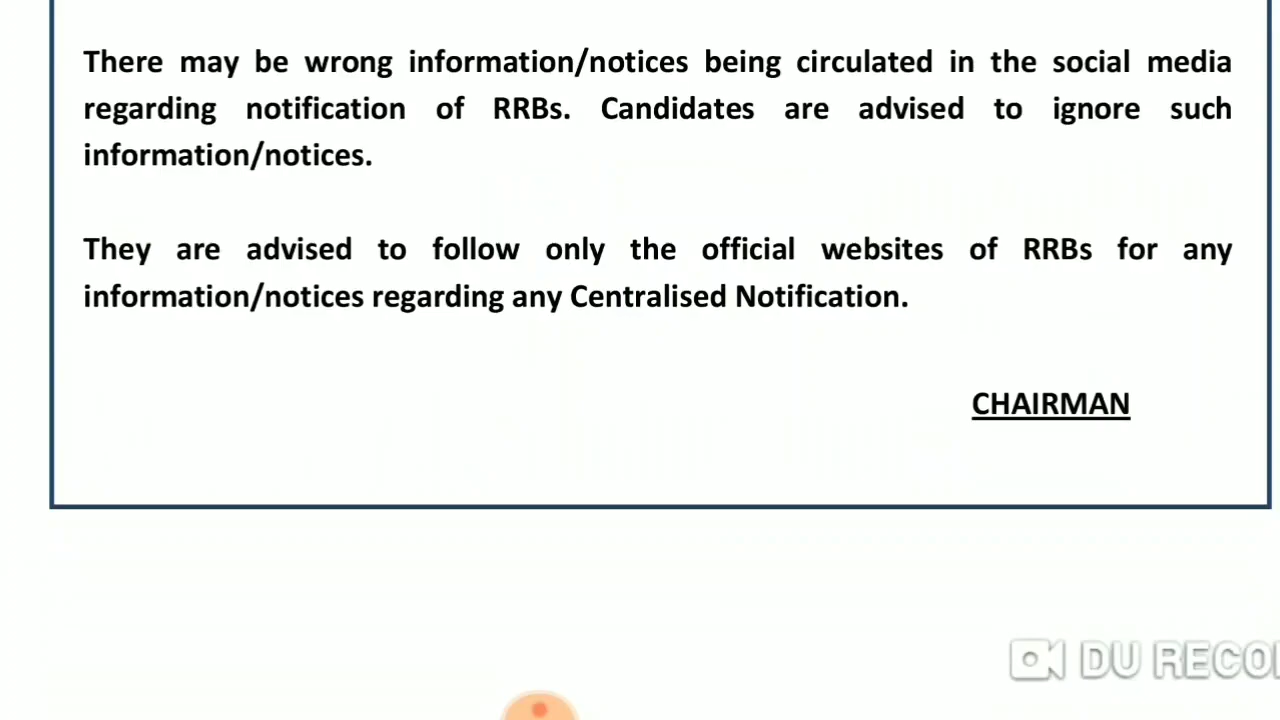 There may be wrong information/notices being circulated in the social media
regarding notification of RRBs. Candidates are advised to ignore such
information/notices.
They are advised to follow only the official websites of RRBs for any
information/notices regarding any Centralised Notification.
CHAIRMAN
DU RECO